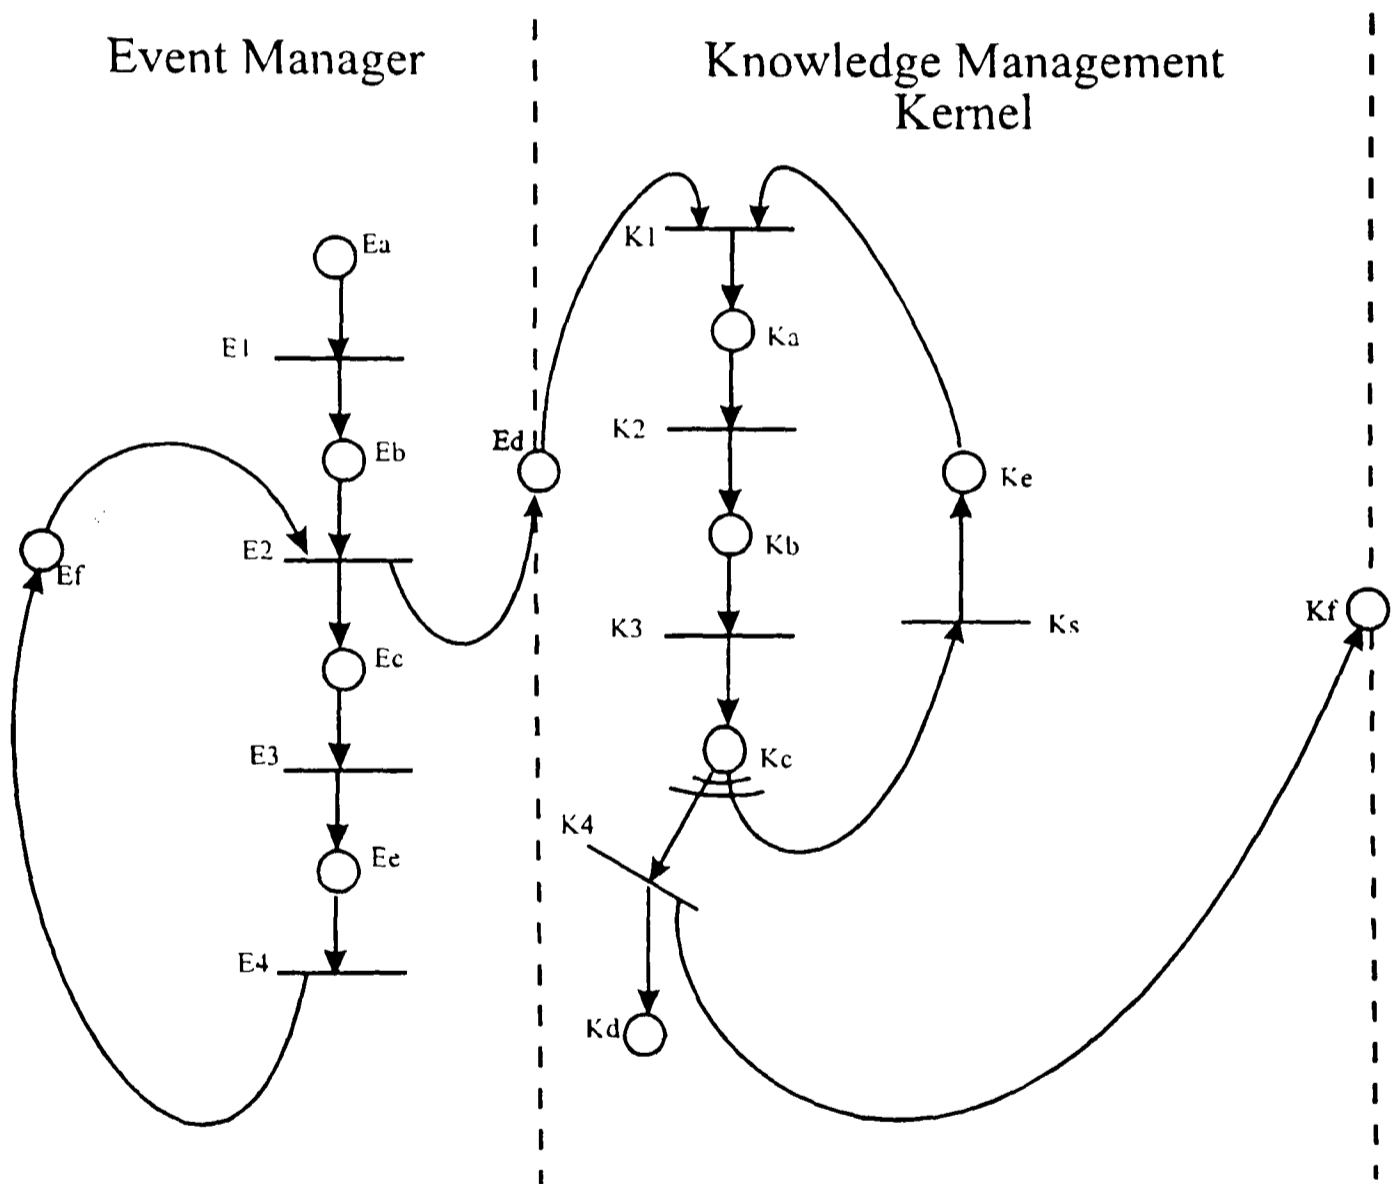 Event Manager
Knowledge Management
Kernel
Ea
E1
Eb
E2
Ef
Ec
E3
Ee
E4
Ed
K1
Ka
K2
Kb
K3
Kc
K4
Kd
Ke
Ks
Kf